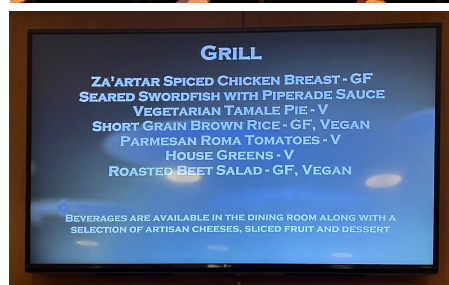 GRILL
ZA'ARTAR SPICED CHICKEN BREAST - GF
SEARED SWORDFISH WITH PIPERADE SAUCE
VEGETARIAN TAMALE PIE - V
SHORT GRAIN BROWN RICE - GF, VEGAN
PARMESAN ROMA TOMATOES - V
HOUSE GREENS - V
ROASTED BEET SALAD - GF, VEGAN
BEVERAGES ARE AVAILABLE IN THE DINING ROOM ALONG WITH A
SELECTION OF ARTISAN CHEESES, SLICED FRUIT AND DESSERT